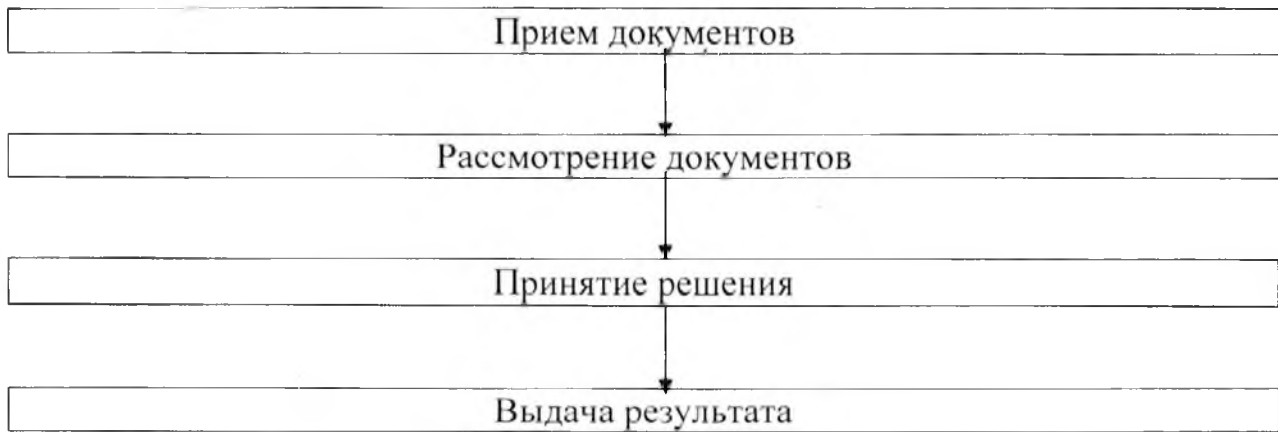 Прием документов
Рассмотрение документов
Принятие решения
Выдача результата